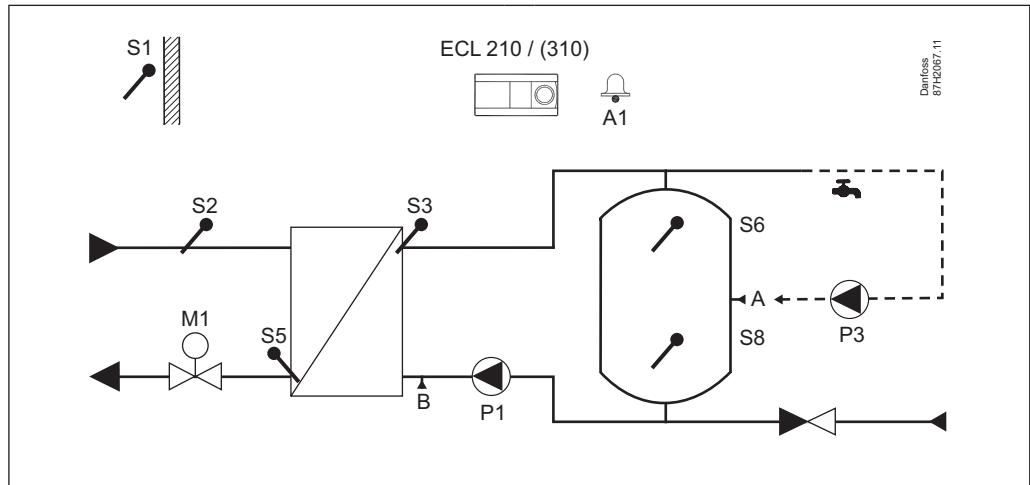 S1
ECL 210 / (310)
A1
Danfoss
87H2067.11
S2
S3
S6
A
P3
M1
S5
S8
B
P1